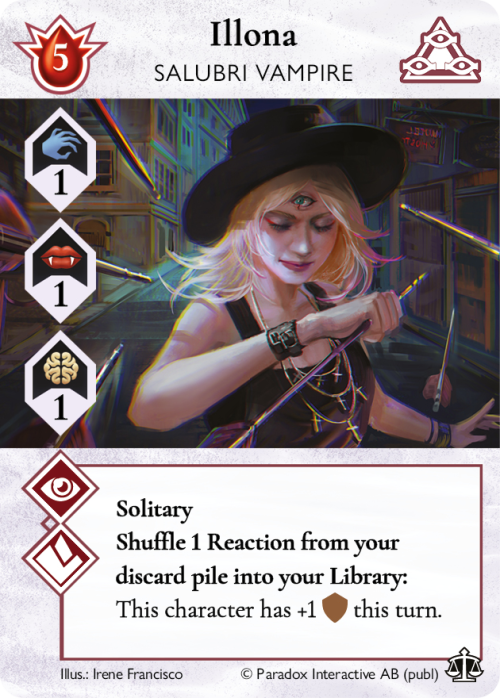 5
Illona
SALUBRI VAMPIRE
1
1
1
Solitary
Shuffle 1 Reaction from your
discard pile into your Library:
This character has +1 this turn.
Illus.: Irene Francisco
© Paradox Interactive AB (publ)